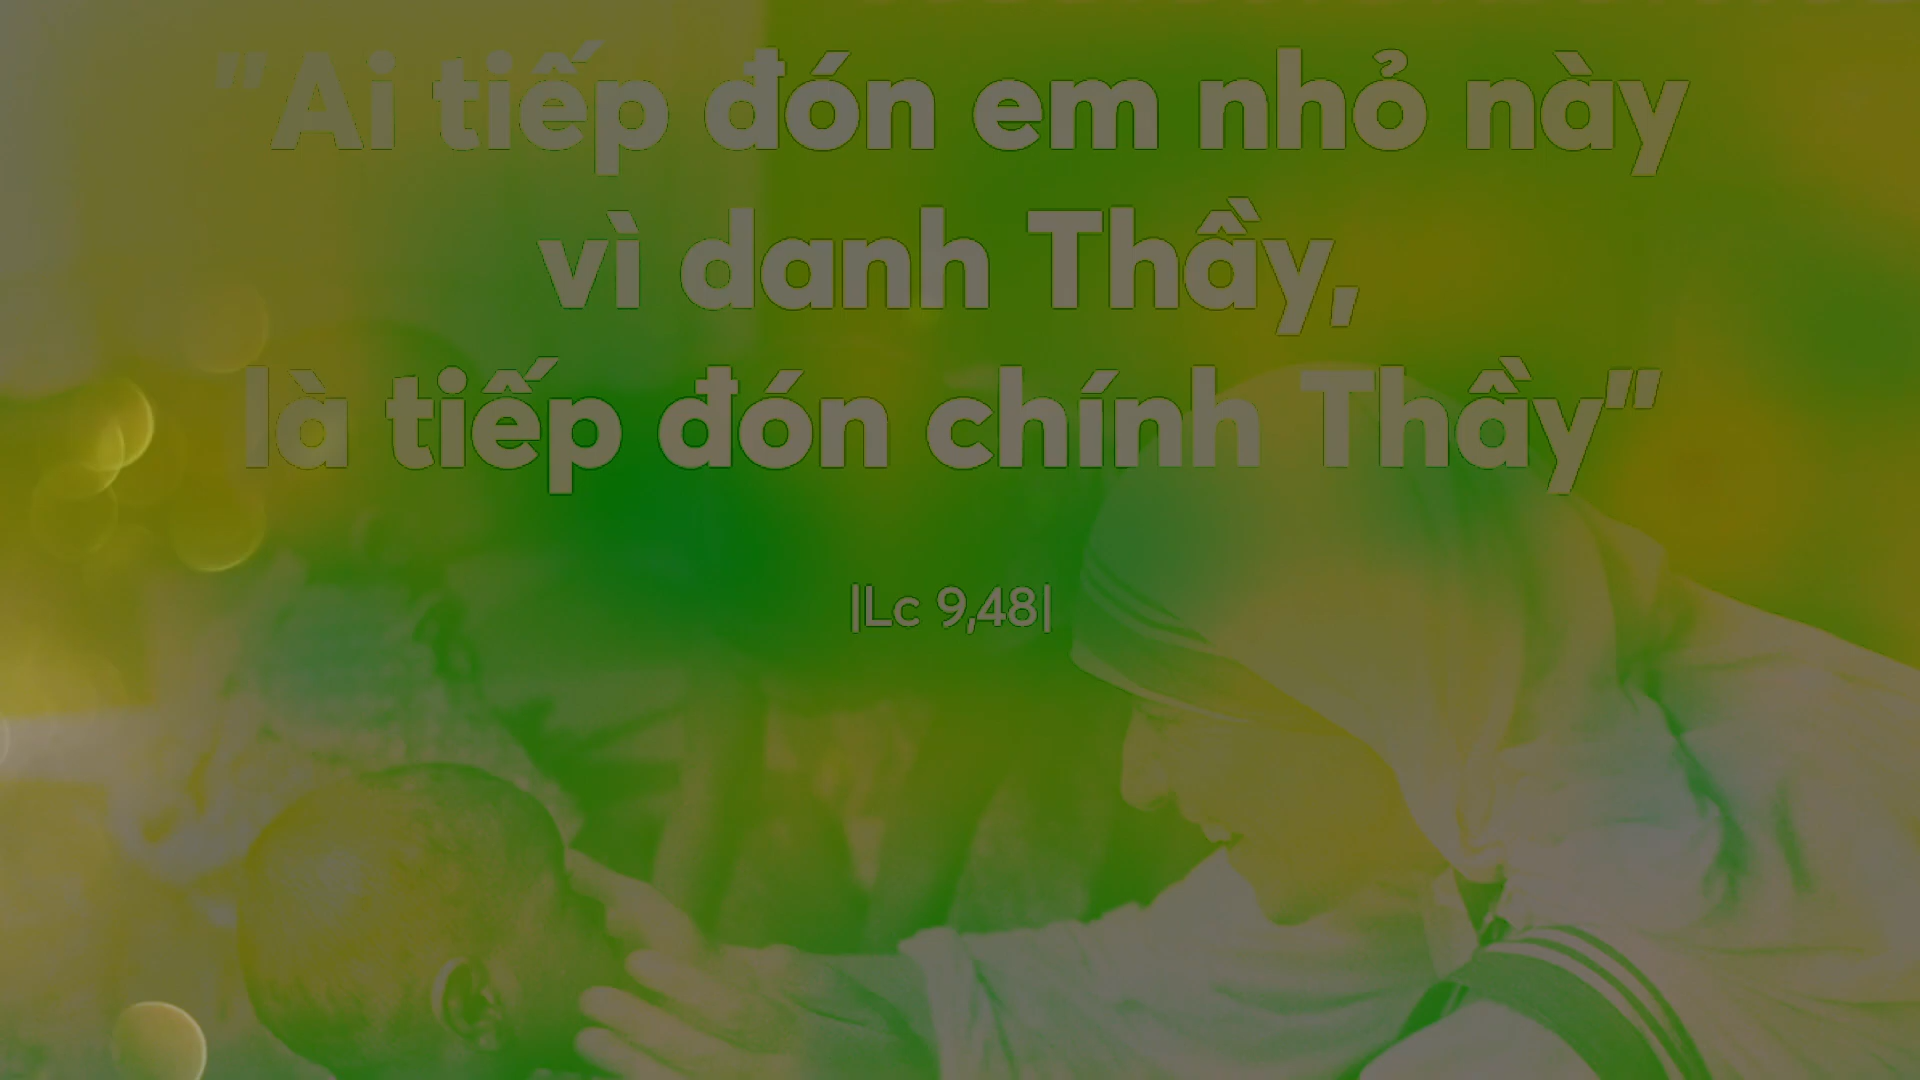 "Ai tiếp đón em nhỏ này
vì danh Thầy,
là tiếp đón chính Thầy"
|Lc 9,48|